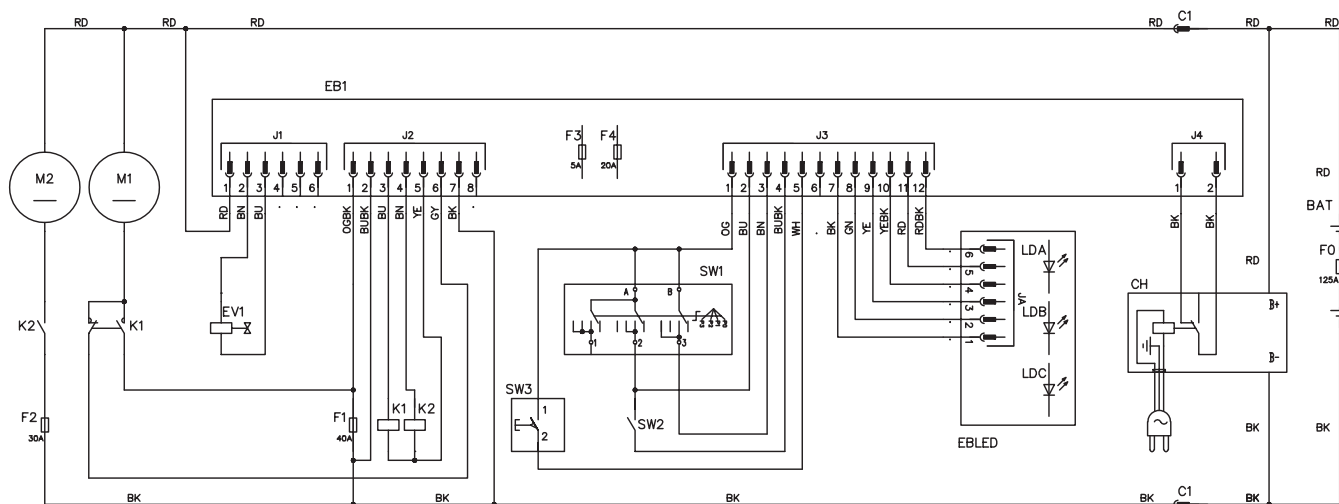 RD RD RD RD C1 RD RD
EB1
J1 J2 F3 F4 J3 J4
5A 20A
M2 M1
1 2 3 4 5 6 1 2 3 4 5 6 7 8 1 2 3 4 5 6 7 8 9 10 11 12 1 2
RD BN BU . . . OGBK BUBK BU BN YE GY BK . OG BU BN BUBK WH . BK GN YE YEBK RD RDBK BK BK
RD
BAT
F0
125A
LDA
6 5 4 3 2 1
JA
SW1
A B
RD
CH
B+
EV1
K2 K1
LDB
1 2 3
B-
LDC
SW3
1
2
K1 K2
F2
30A
F1
40A
SW2
EBLED
BK BK
BK BK BK BK C1 BK